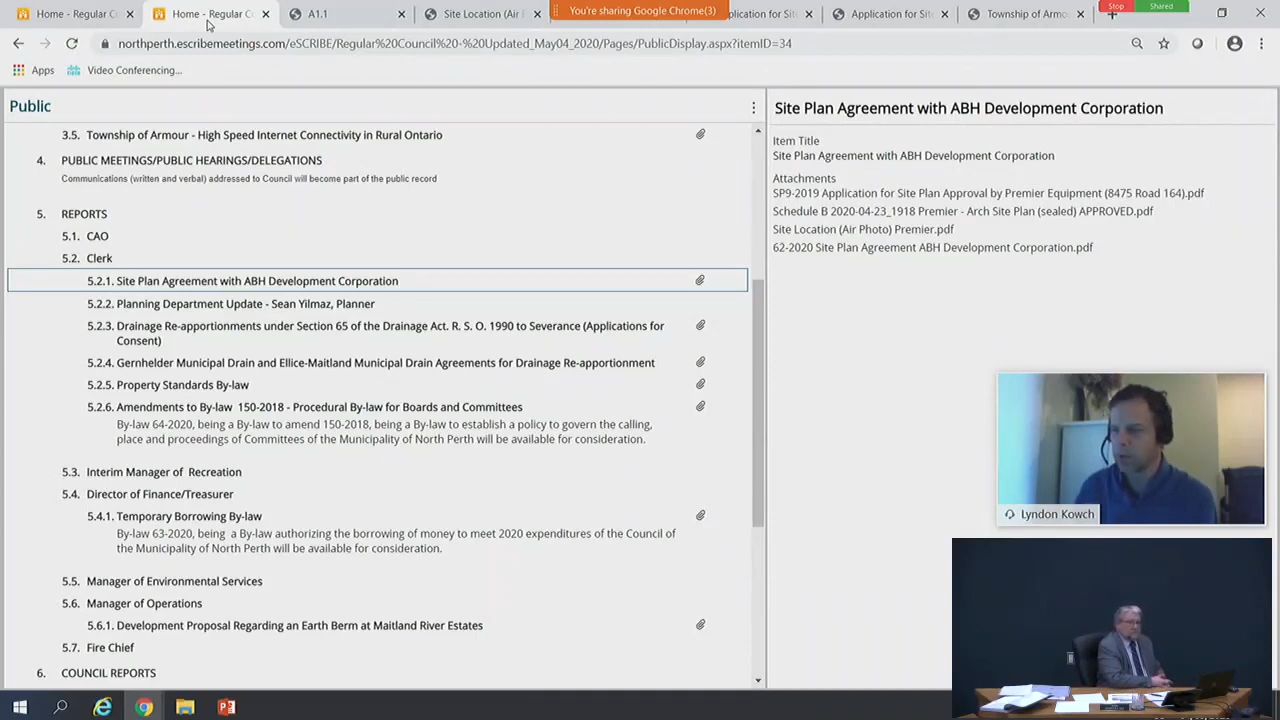 Home - Regular C
Home - Regular C
A1.1
Site Location (Air
You're sharing Google Chrome(3)
pplication for Sit
Application for Sit
Township of Armo
Stop
Shared
northperth.escribemeetings.com/eSCRIBE/Regular%20Council%20-%20Updated_May04_2020/Pages/PublicDisplay.aspx?itemID=34
Apps
Video Conferencing...
Public
3.5. Township of Armour - High Speed Internet Connectivity in Rural Ontario
4. PUBLIC MEETINGS/PUBLIC HEARINGS/DELEGATIONS
Communications (written and verbal) addressed to Council will become part of the public record
5. REPORTS
5.1. CAO
5.2. Clerk
5.2.1. Site Plan Agreement with ABH Development Corporation
5.2.2. Planning Department Update - Sean Yilmaz, Planner
5.2.3. Drainage Re-apportionments under Section 65 of the Drainage Act. R. S. O. 1990 to Severance (Applications for
Consent)
5.2.4. Gernhelder Municipal Drain and Ellice-Maitland Municipal Drain Agreements for Drainage Re-apportionment
5.2.5. Property Standards By-law
5.2.6. Amendments to By-law 150-2018 - Procedural By-law for Boards and Committees
By-law 64-2020, being a By-law to amend 150-2018, being a By-law to establish a policy to govern the calling,
place and proceedings of Committees of the Municipality of North Perth will be available for consideration.
5.3. Interim Manager of Recreation
5.4. Director of Finance/Treasurer
5.4.1. Temporary Borrowing By-law
By-law 63-2020, being a By-law authorizing the borrowing of money to meet 2020 expenditures of the Council of
the Municipality of North Perth will be available for consideration.
5.5. Manager of Environmental Services
5.6. Manager of Operations
5.6.1. Development Proposal Regarding an Earth Berm at Maitland River Estates
5.7. Fire Chief
6. COUNCIL REPORTS
Site Plan Agreement with ABH Development Corporation
Item Title
Site Plan Agreement with ABH Development Corporation
Attachments
SP9-2019 Application for Site Plan Approval by Premier Equipment (8475 Road 164).pdf
Schedule B 2020-04-23_1918 Premier - Arch Site Plan (sealed) APPROVED.pdf
Site Location (Air Photo) Premier.pdf
62-2020 Site Plan Agreement ABH Development Corporation.pdf
Lyndon Kowch